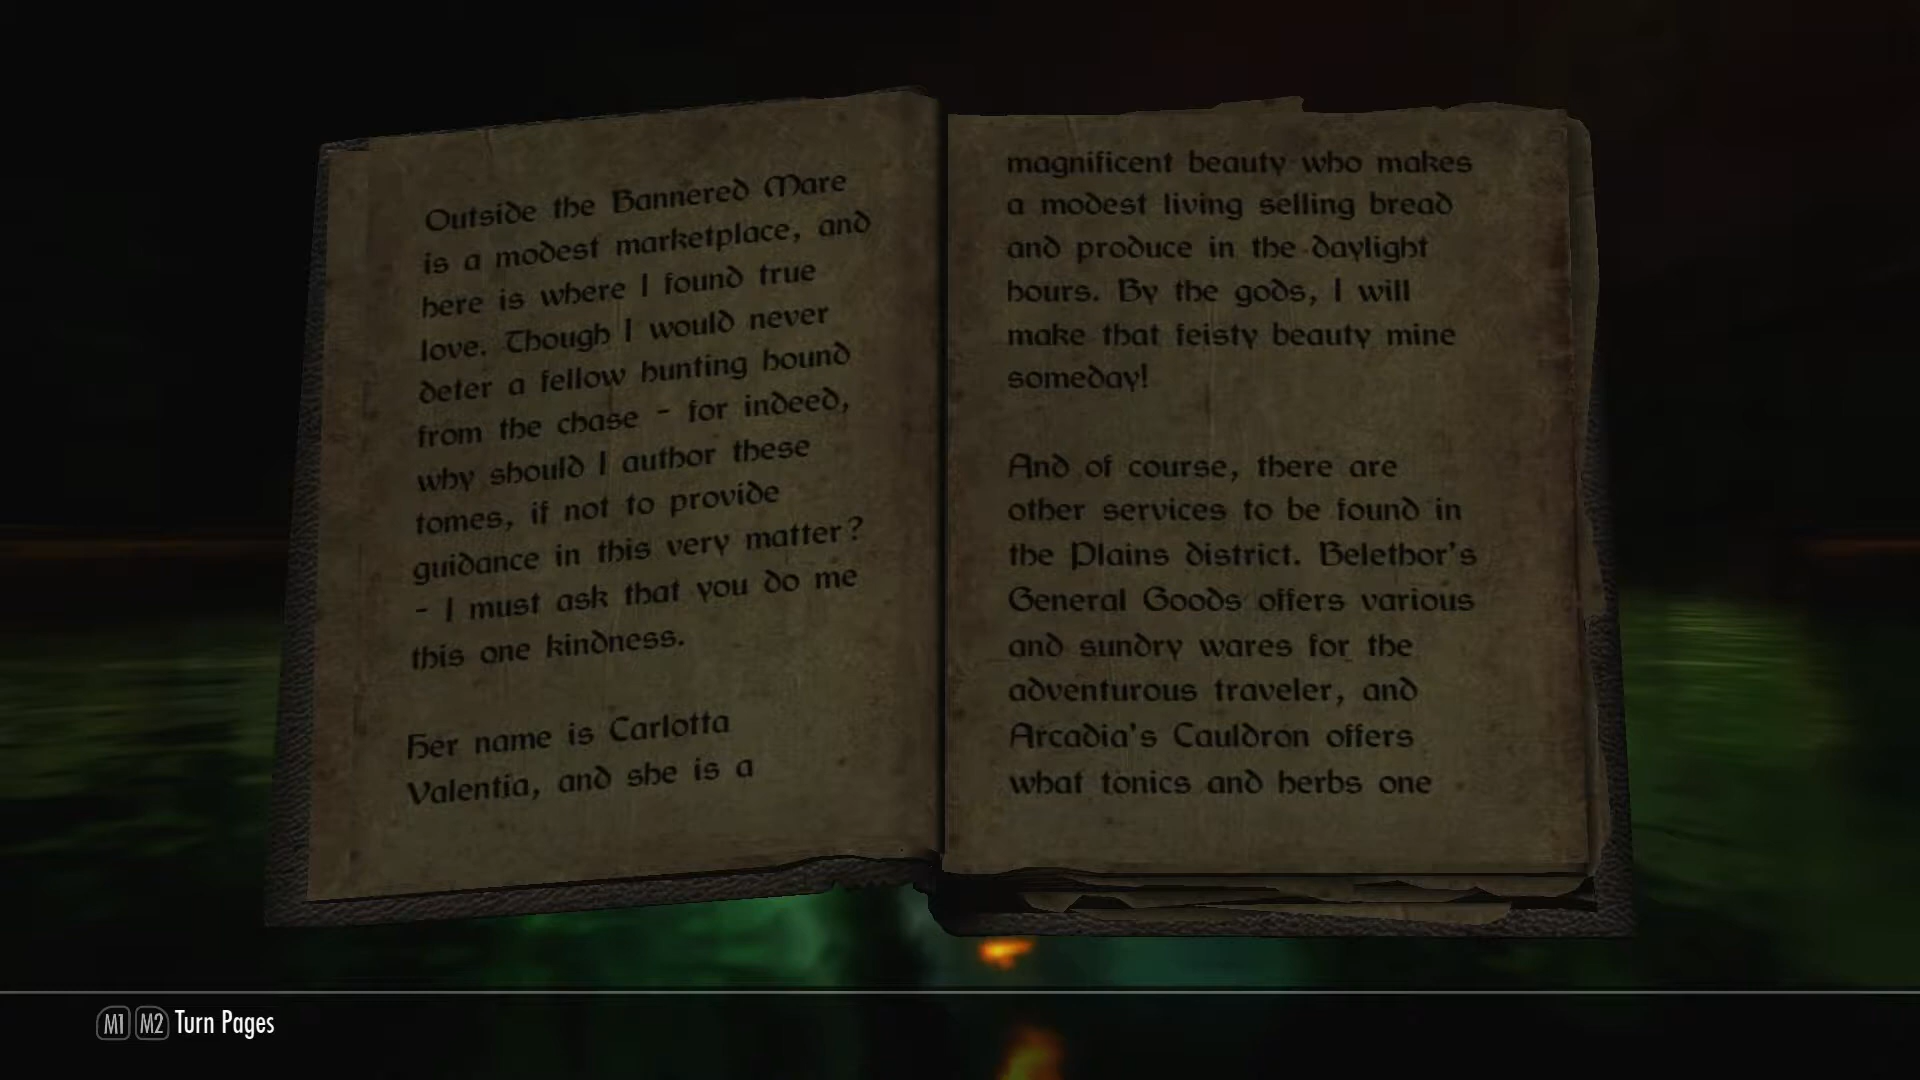 Outside the Bannered Mare
is a modest marketplace, and
here is where I found true
love. Though I would never
deter a fellow hunting hound
from the chase - for indeed,
why should I author these
tomes, if not to provide
guidance in this very matter?
- I must ask that you do me
this one kindness.
Her name is Carlotta
Valentia, and she is a
magnificent beauty who makes
a modest living selling bread
and produce in the daylight
hours. By the gods, I will
make that feisty beauty mine
someday!
And of course, there are
other services to be found in
the Plains district. Belethor's
General Goods offers various
and sundry wares for the
adventurous traveler, and
Arcadia's Cauldron offers
what tonics and herbs one
M1 M2 Turn Pages